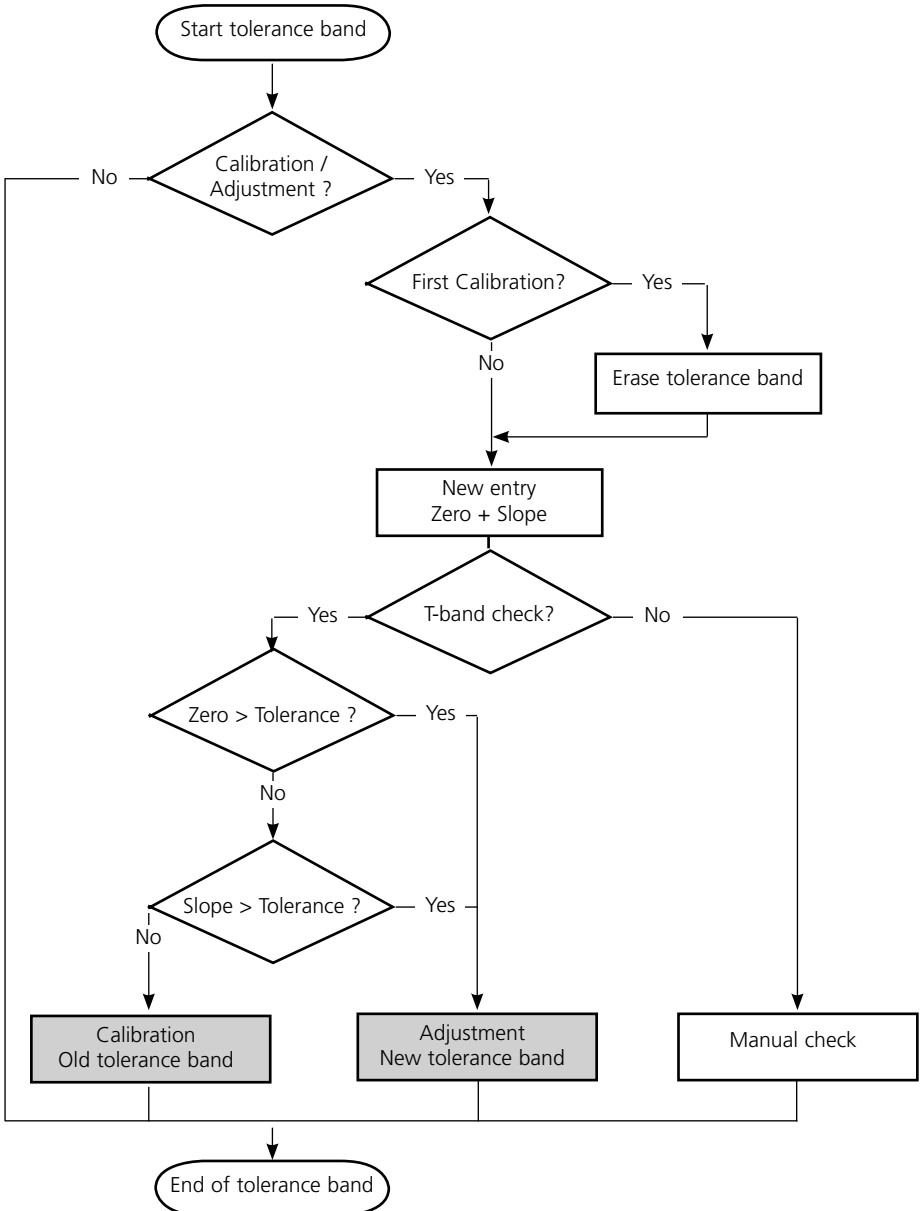 Start tolerance band
Calibration /
Adjustment ?
No
Yes
First Calibration?
Yes
No
Erase tolerance band
New entry
Zero + Slope
T-band check?
Yes
No
Zero > Tolerance ?
Yes
No
Slope > Tolerance ?
Yes
No
Calibration
Old tolerance band
Adjustment
New tolerance band
Manual check
End of tolerance band